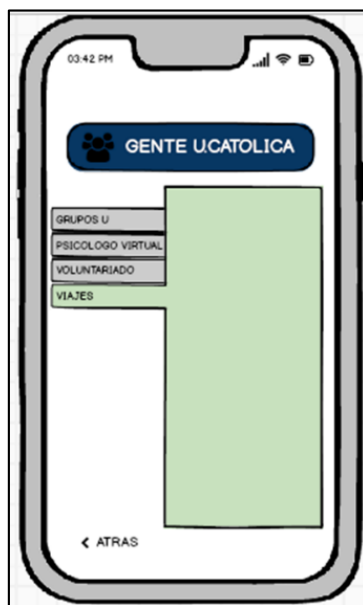 03:42 PM
GENTE U.CATOLICA
GRUPOS U
PSICOLOGO VIRTUAL
VOLUNTARIADO
VIAJES
< ATRAS